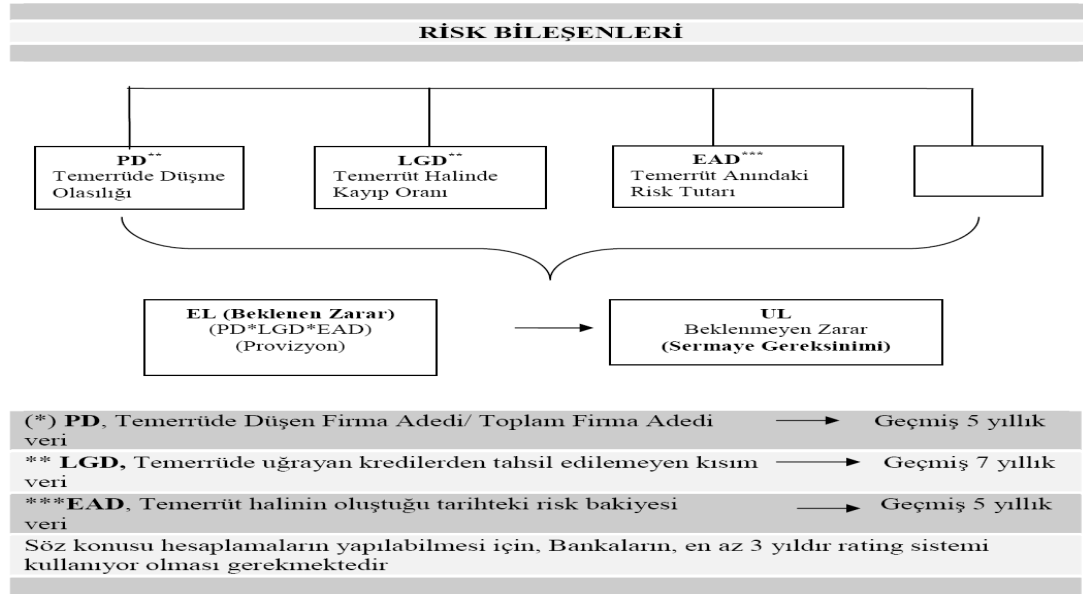 RİSK BİLEŞENLERİ
PD**
Temerrüde Düşme
Olasılığı
LGD**
Temerrüt Halinde
Kayıp Oranı
EAD***
Temerrüt Anındaki
Risk Tutarı
EL (Beklenen Zarar)
(PD*LGD*EAD)
(Provizyon)
UL
Beklenmeyen Zarar
(Sermaye Gereksinimi)
(*) PD, Temerrüde Düşen Firma Adedi/ Toplam Firma Adedi → Geçmiş 5 yıllık
veri
** LGD, Temerrüde uğrayan kredilerden tahsil edilemeyen kısım → Geçmiş 7 yıllık
veri
***EAD, Temerrüt halinin oluştuğu tarihteki risk bakiyesi → Geçmiş 5 yıllık
veri
Söz konusu hesaplamaların yapılabilmesi için, Bankaların, en az 3 yıldır rating sistemi
kullanıyor olması gerekmektedir